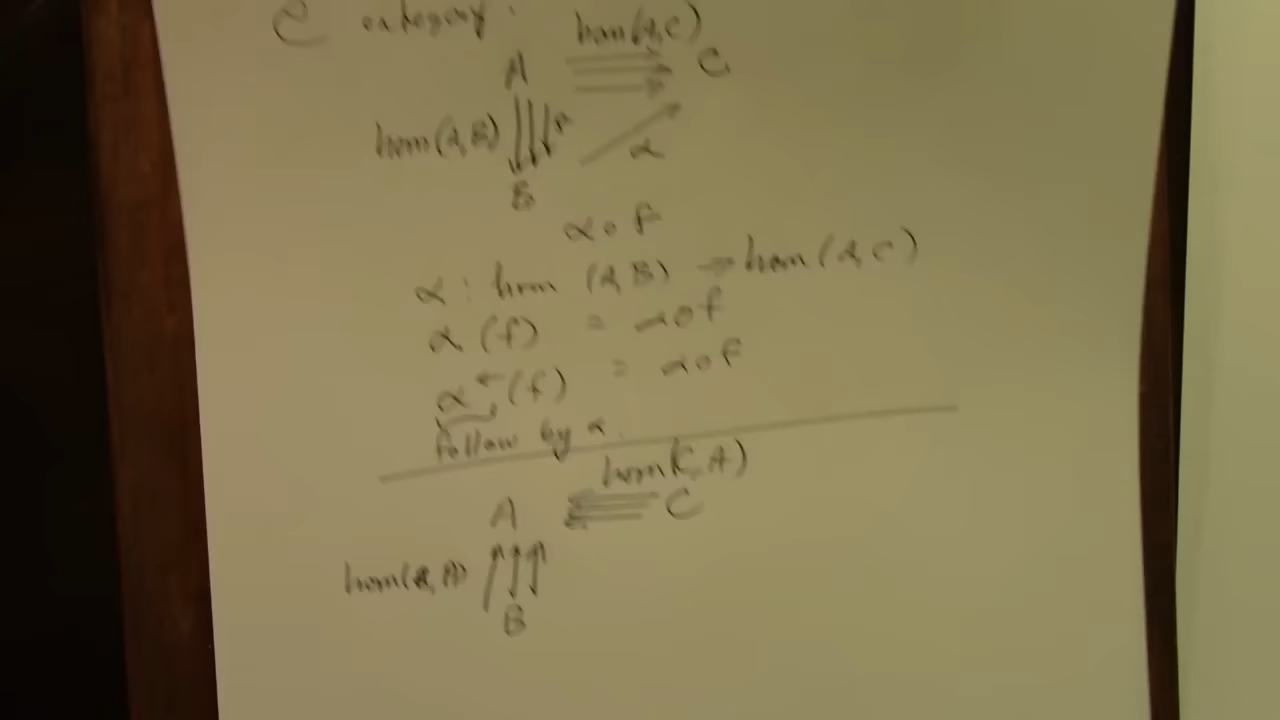 C category.
hom(A,C)
A C
hom(A,B) f
α
B
α∘f
α : hom (A,B) → hom (A,C)
α (f) = α∘f
α←(f) = α∘f
follow by α.
hom(C,A)
A C
hom(B,A)
B